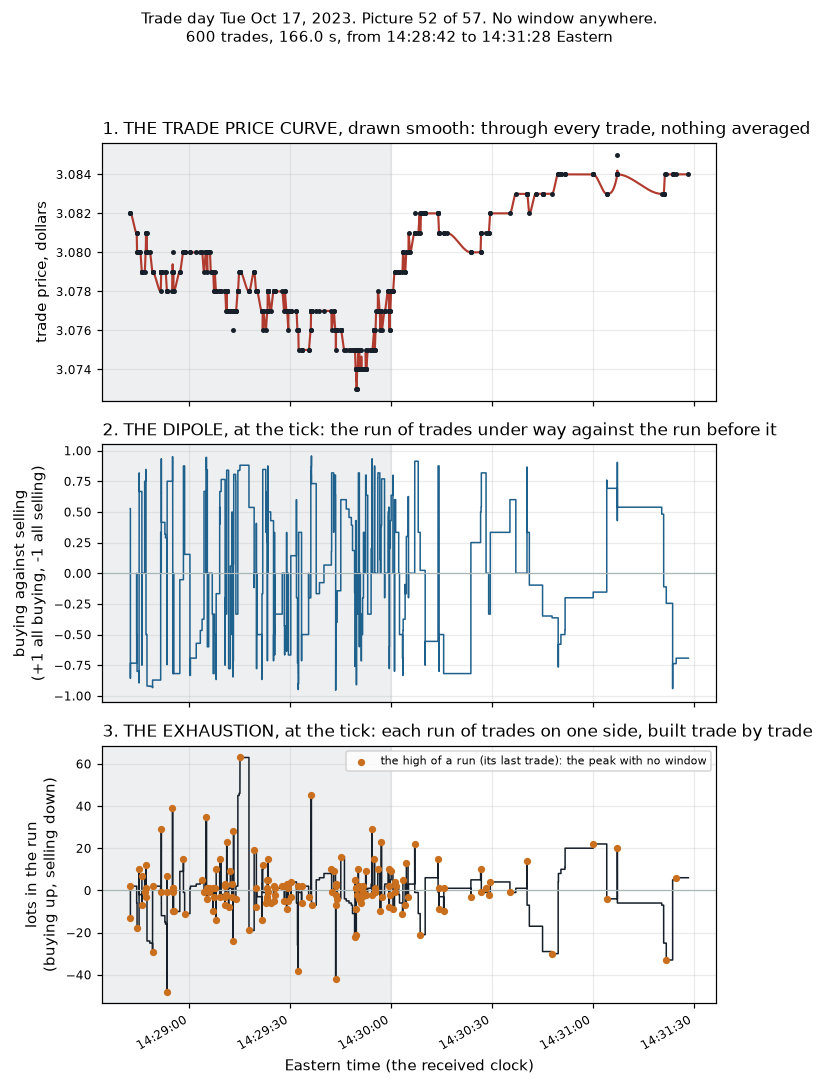 Trade day Tue Oct 17, 2023. Picture 52 of 57. No window anywhere.
600 trades, 166.0 s, from 14:28:42 to 14:31:28 Eastern
1. THE TRADE PRICE CURVE, drawn smooth: through every trade, nothing averaged
trade price, dollars
3.084
3.082
3.080
3.078
3.076
3.074
2. THE DIPOLE, at the tick: the run of trades under way against the run before it
buying against selling
(+1 all buying, -1 all selling)
1.00
0.75
0.50
0.25
0.00
−0.25
−0.50
−0.75
−1.00
3. THE EXHAUSTION, at the tick: each run of trades on one side, built trade by trade
the high of a run (its last trade): the peak with no window
lots in the run
(buying up, selling down)
60
40
20
0
−20
−40
14:29:00
14:29:30
14:30:00
14:30:30
14:31:00
14:31:30
Eastern time (the received clock)